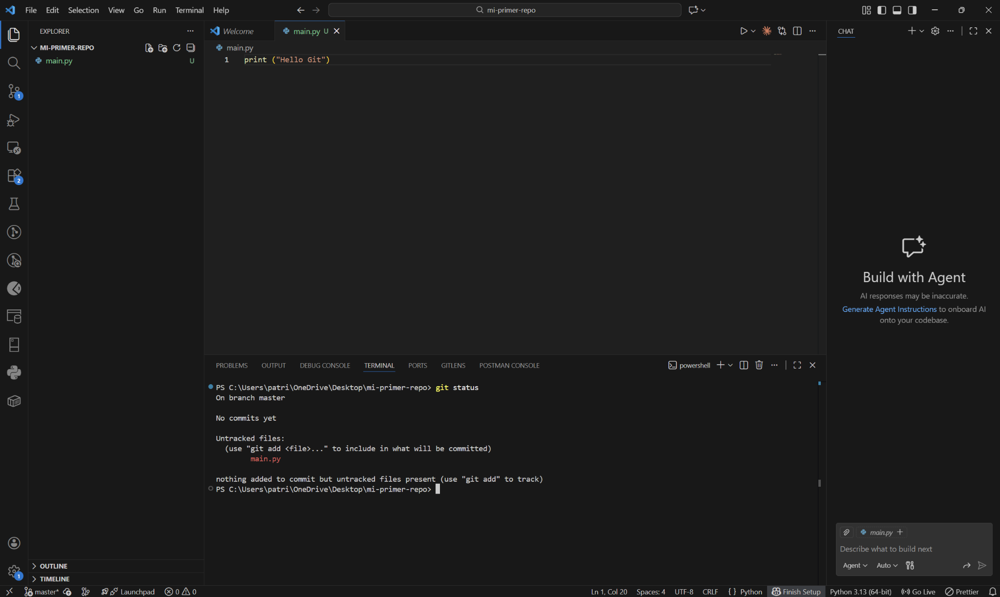 File Edit Selection View Go Run Terminal Help
mi-primer-repo
EXPLORER
MI-PRIMER-REPO
main.py U
1
2
1
OUTLINE
TIMELINE
Welcome
main.py U
main.py
1 print ("Hello Git")
PROBLEMS OUTPUT DEBUG CONSOLE TERMINAL PORTS GITLENS POSTMAN CONSOLE
powershell
PS C:\Users\patri\OneDrive\Desktop\mi-primer-repo> git status
On branch master
No commits yet
Untracked files:
(use "git add <file>..." to include in what will be committed)
main.py
nothing added to commit but untracked files present (use "git add" to track)
PS C:\Users\patri\OneDrive\Desktop\mi-primer-repo>
CHAT
Build with Agent
AI responses may be inaccurate.
Generate Agent Instructions to onboard AI
onto your codebase.
main.py
Describe what to build next
Agent Auto
master* Launchpad 0 0 Ln 1, Col 20 Spaces: 4 UTF-8 CRLF { } Python Finish Setup Python 3.13 (64-bit) Go Live Prettier